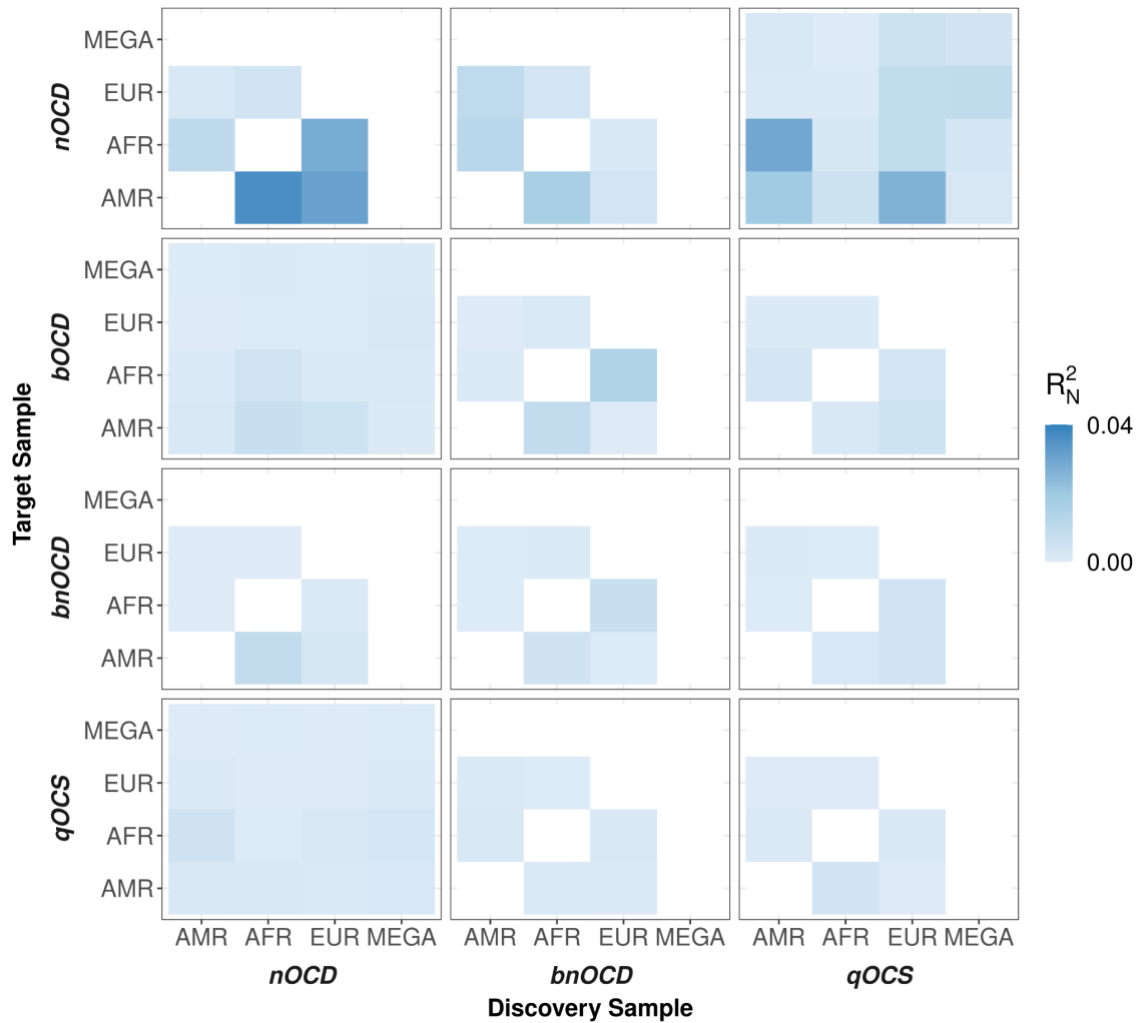 Target Sample
nOCD
MEGA
EUR
AFR
AMR
bOCD
MEGA
EUR
AFR
AMR
bnOCD
MEGA
EUR
AFR
AMR
qOCS
MEGA
EUR
AFR
AMR
AMR AFR EUR MEGA AMR AFR EUR MEGA AMR AFR EUR MEGA
nOCD bnOCD qOCS
Discovery Sample
R²N
0.04
0.00